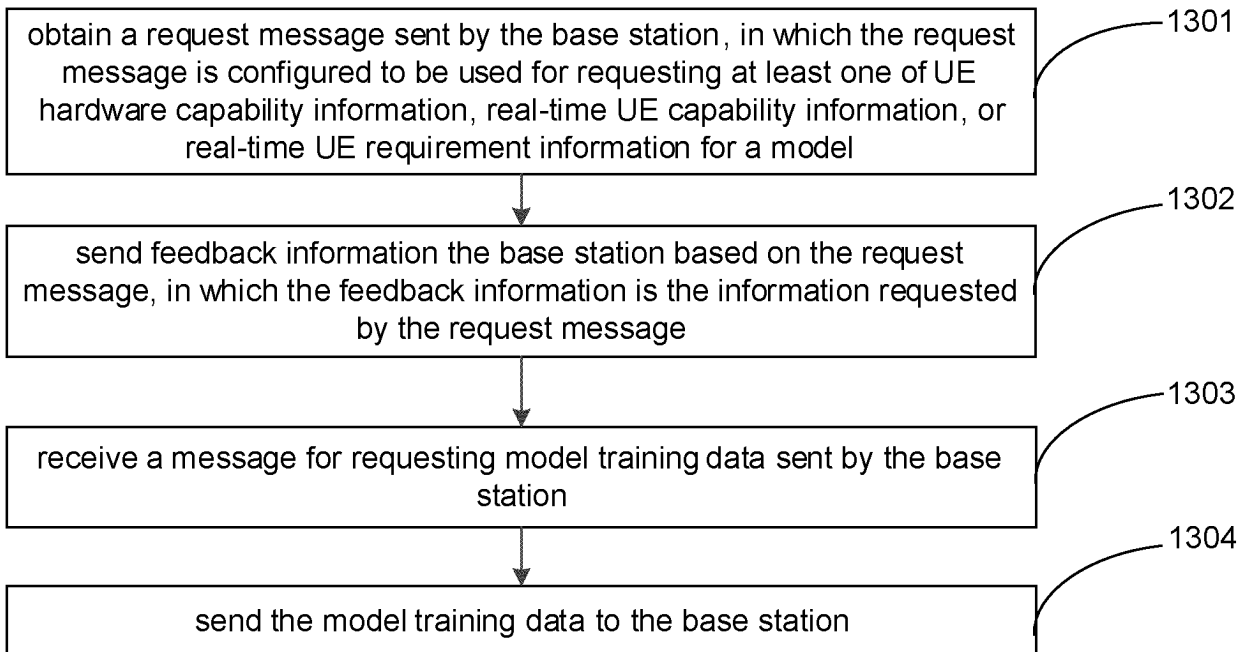 obtain a request message sent by the base station, in which the request
message is configured to be used for requesting at least one of UE
hardware capability information, real-time UE capability information, or
real-time UE requirement information for a model
1301
send feedback information the base station based on the request
message, in which the feedback information is the information requested
by the request message
1302
receive a message for requesting model training data sent by the base
station
1303
send the model training data to the base station
1304